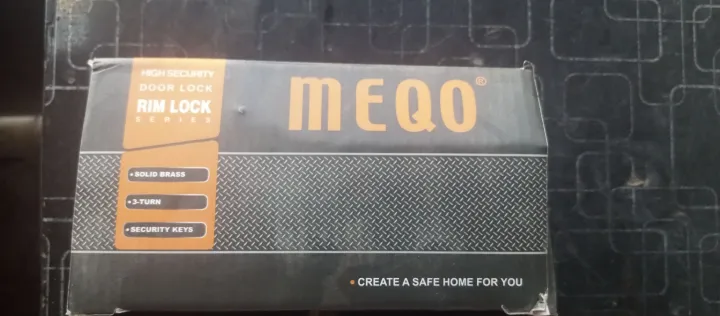 HIGH SECURITY
DOOR LOCK
RIM LOCK
SERIES
MEQO®
• SOLID BRASS
• 3-TURN
• SECURITY KEYS
• CREATE A SAFE HOME FOR YOU